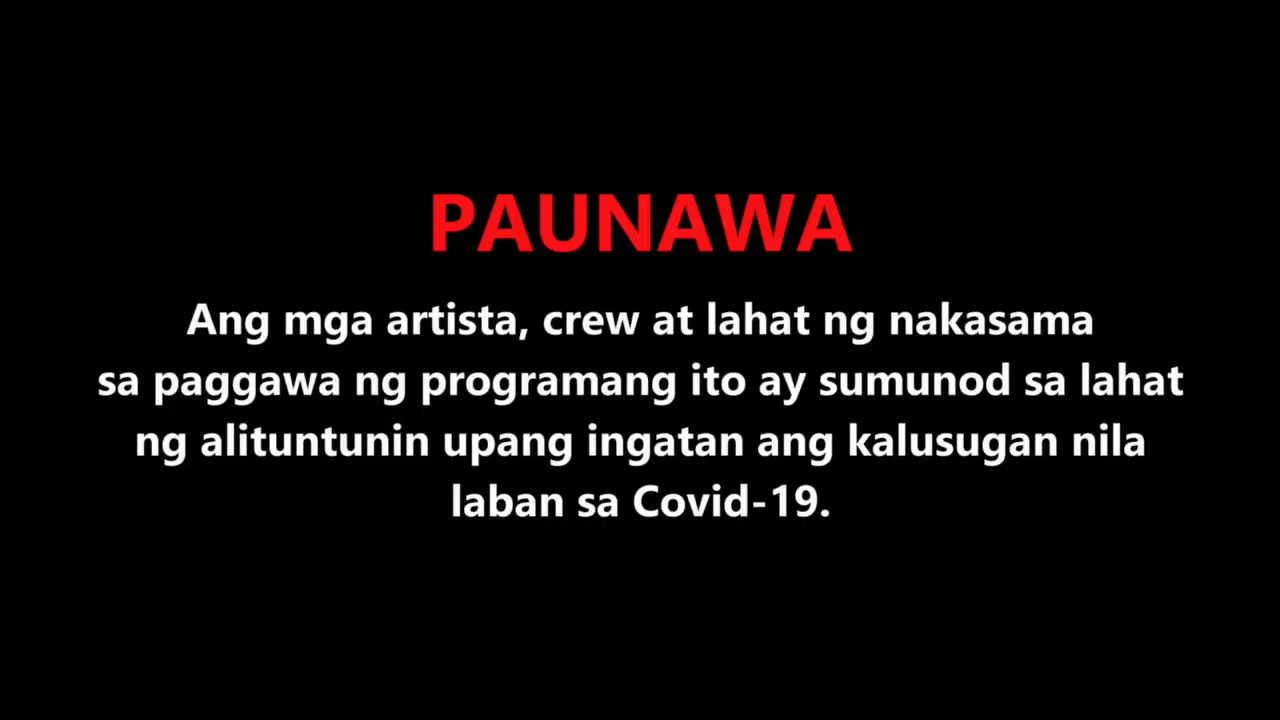 PAUNAWA
Ang mga artista, crew at lahat ng nakasama
sa paggawa ng programang ito ay sumunod sa lahat
ng alituntunin upang ingatan ang kalusugan nila
laban sa Covid-19.